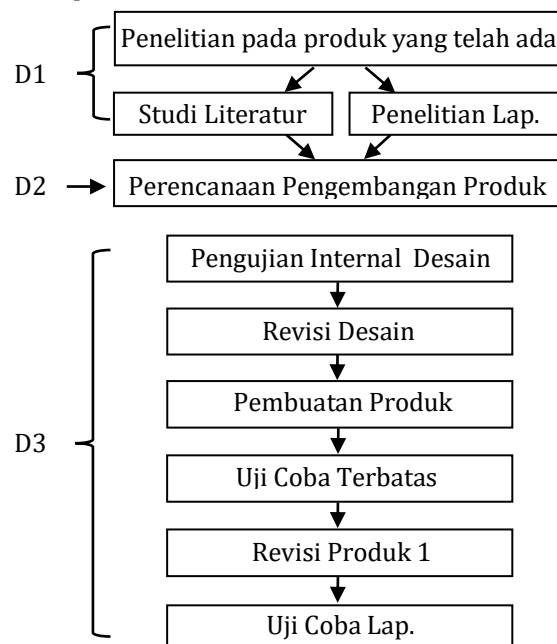 Penelitian pada produk yang telah ada
D1
Studi Literatur
Penelitian Lap.
D2
Perencanaan Pengembangan Produk
Pengujian Internal Desain
Revisi Desain
Pembuatan Produk
D3
Uji Coba Terbatas
Revisi Produk 1
Uji Coba Lap.